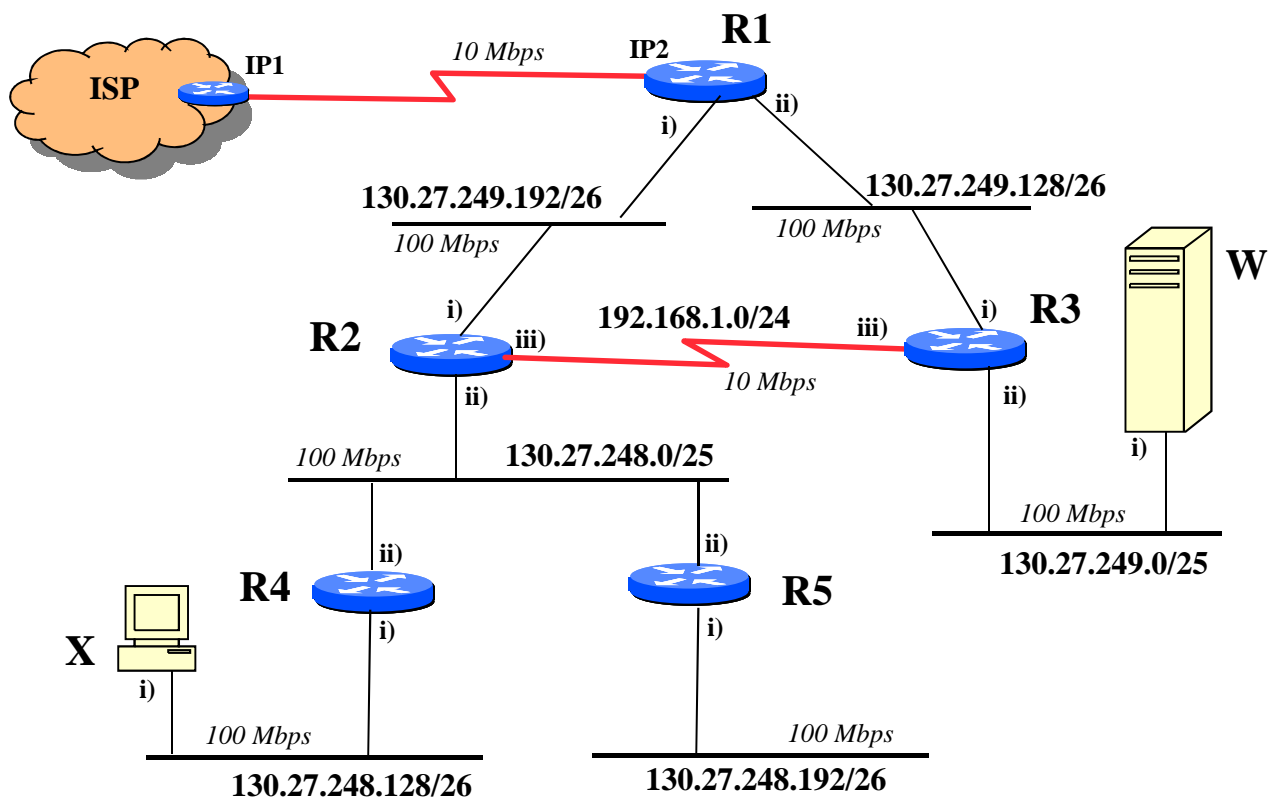 R1
IP2
10 Mbps
IP1
ISP
i)
ii)
130.27.249.192/26
100 Mbps
130.27.249.128/26
100 Mbps
W
i)
R2
iii)
ii)
192.168.1.0/24
10 Mbps
iii)
i)
R3
ii)
i)
100 Mbps
130.27.248.0/25
100 Mbps
130.27.249.0/25
ii)
R4
i)
ii)
R5
i)
X
i)
100 Mbps
130.27.248.128/26
100 Mbps
130.27.248.192/26